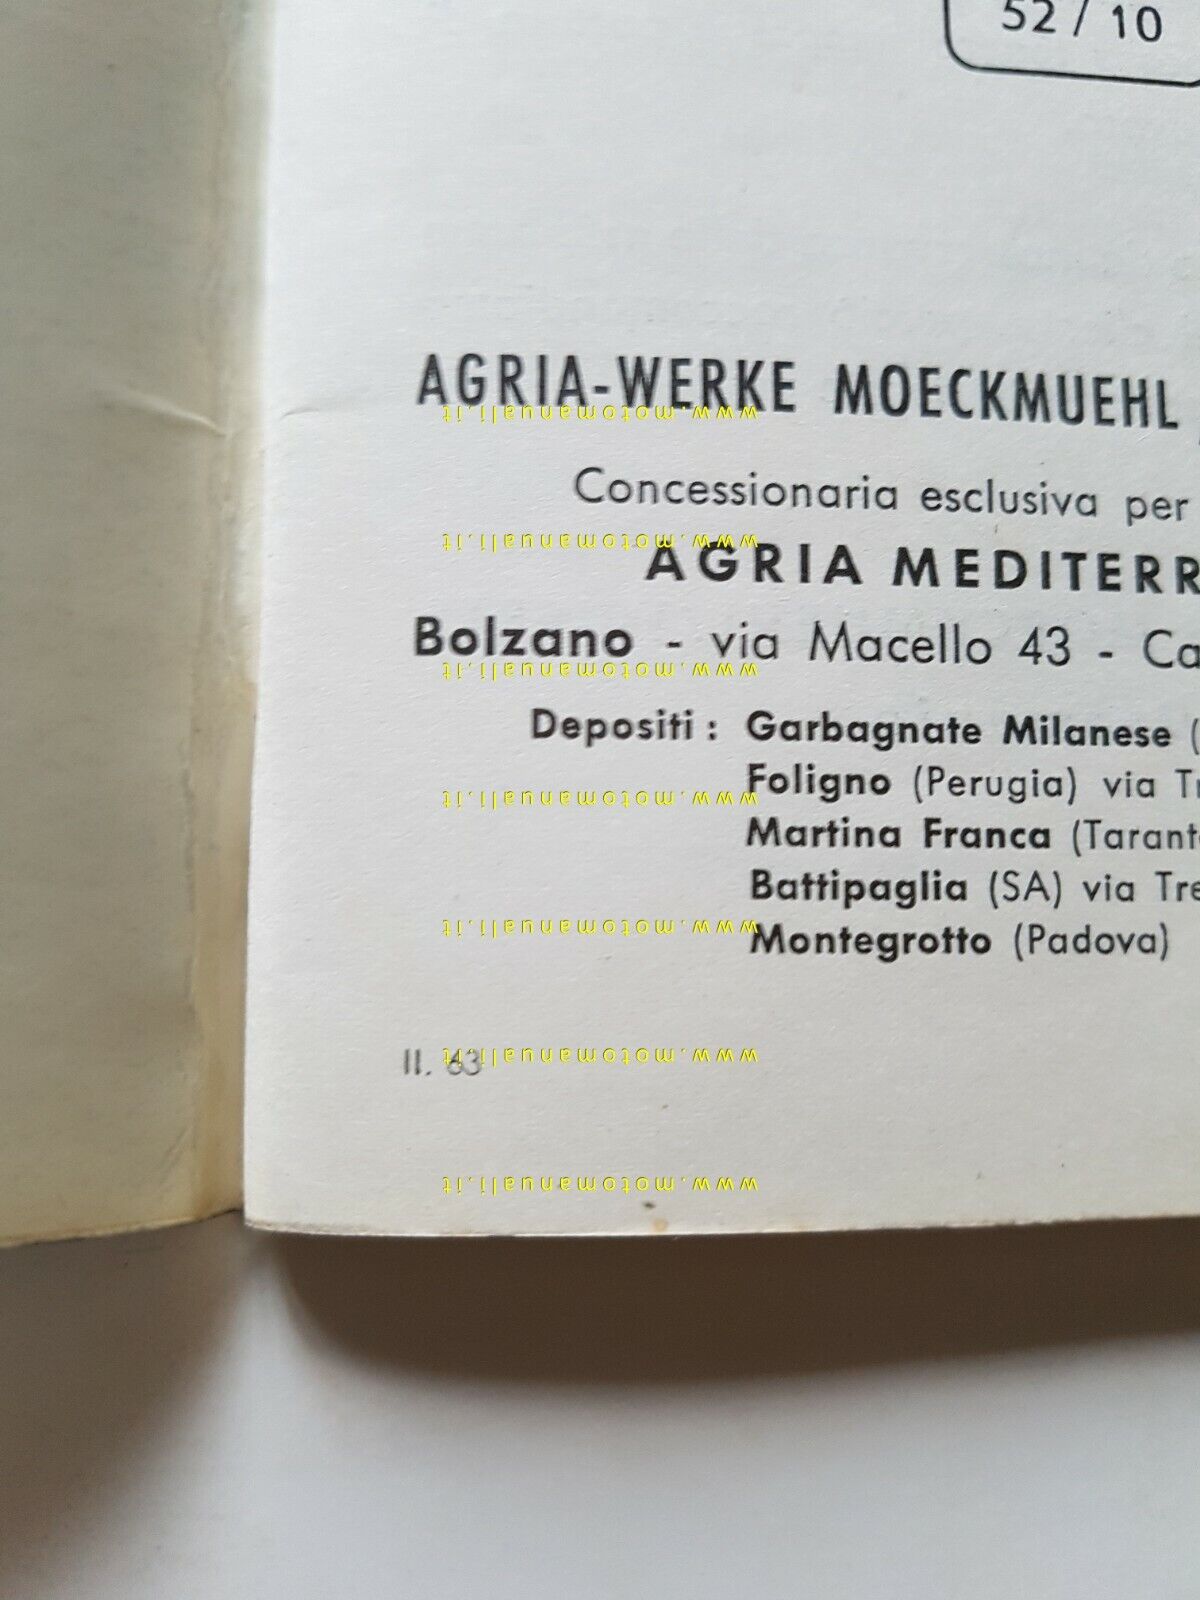 52 / 10
AGRIA-WERKE MOECKMUEHL
Concessionaria esclusiva per
AGRIA MEDITERR
Bolzano - via Macello 43 - Ca
Depositi : Garbagnate Milanese (
Foligno (Perugia) via Tr
Martina Franca (Tarant
Battipaglia (SA) via Tre
Montegrotto (Padova)
II. 63
www.motomanuali.it
www.motomanuali.it
www.motomanuali.it
www.motomanuali.it
www.motomanuali.it
www.motomanuali.it
www.motomanuali.it